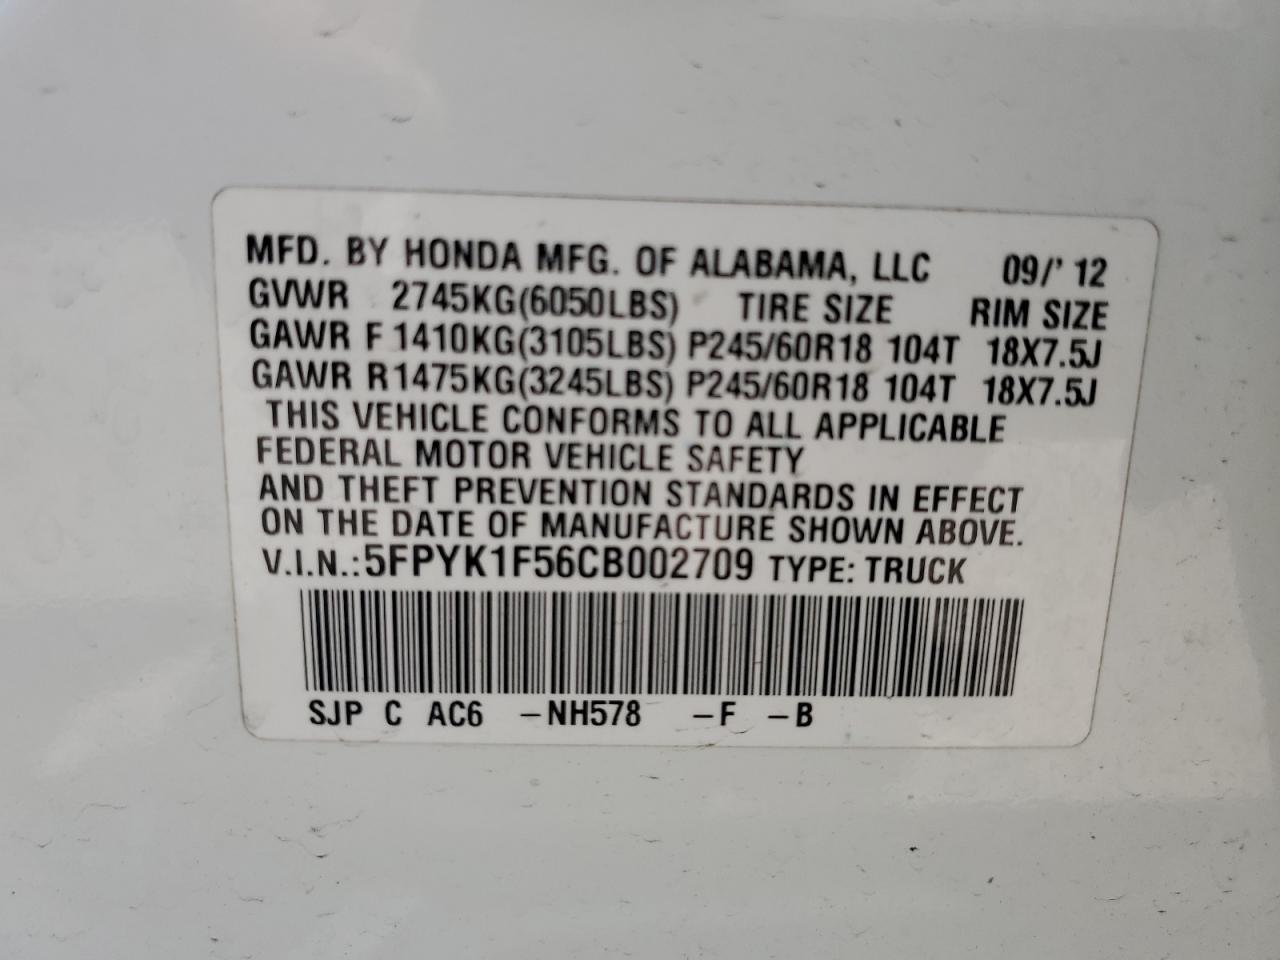 MFD. BY HONDA MFG. OF ALABAMA, LLC 09/' 12
GVWR 2745KG(6050LBS) TIRE SIZE RIM SIZE
GAWR F 1410KG(3105LBS) P245/60R18 104T 18X7.5J
GAWR R 1475KG(3245LBS) P245/60R18 104T 18X7.5J
THIS VEHICLE CONFORMS TO ALL APPLICABLE
FEDERAL MOTOR VEHICLE SAFETY
AND THEFT PREVENTION STANDARDS IN EFFECT
ON THE DATE OF MANUFACTURE SHOWN ABOVE.
V.I.N.: 5FPYK1F56CB002709 TYPE: TRUCK
SJP C AC6 -NH578 -F -B